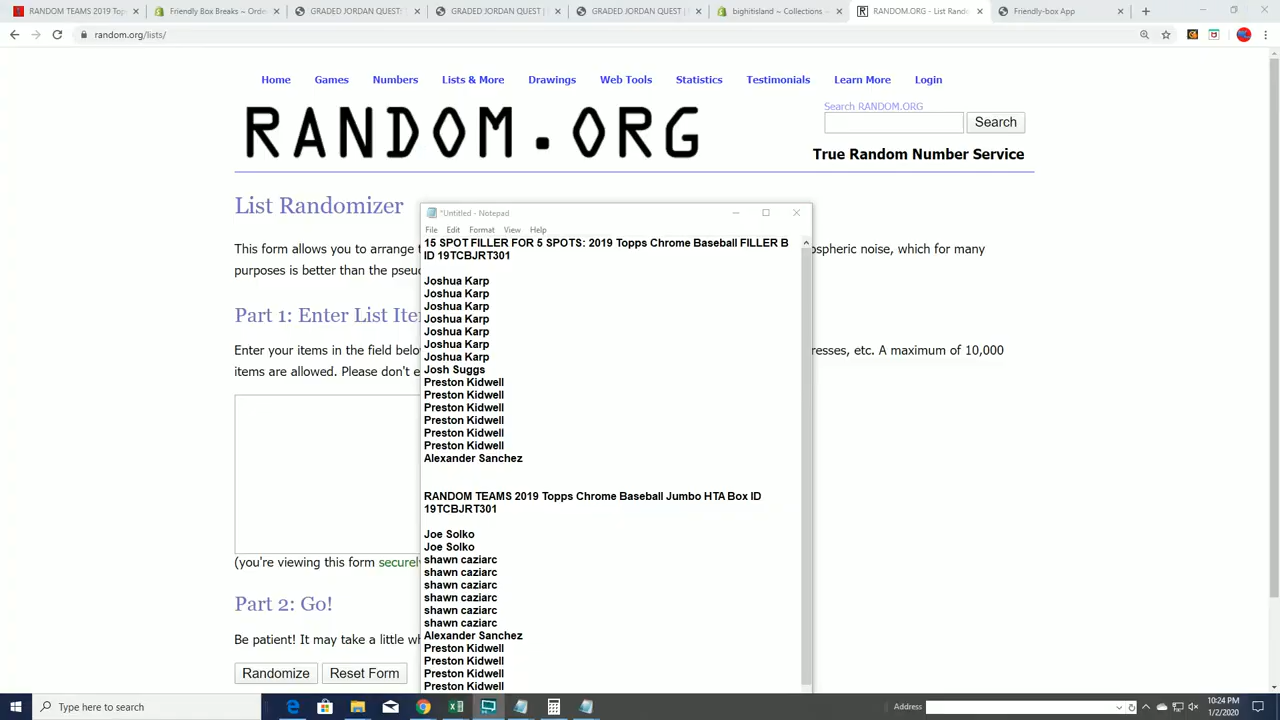 RANDOM TEAMS 2019 Top
Friendly Box Breaks ~ Orde
GRADED JORDAN QUEST: 
GRADED JORDAN QUEST |
GRADED JORDAN QUEST |
bighitisland ~ Collections ~
RANDOM.ORG - List Rando
Friendly-box App
random.org/lists/
Home Games Numbers Lists & More Drawings Web Tools Statistics Testimonials Learn More Login
Search RANDOM.ORG
RANDOM.ORG
Search
True Random Number Service
List Randomizer
This form allows you to arrange t
ospheric noise, which for many
purposes is better than the pseu
Part 1: Enter List Ite
Enter your items in the field belo
resses, etc. A maximum of 10,000
items are allowed. Please don't e
(you're viewing this form securel
Part 2: Go!
Be patient! It may take a little wh
Randomize Reset Form
*Untitled - Notepad
File Edit Format View Help
15 SPOT FILLER FOR 5 SPOTS: 2019 Topps Chrome Baseball FILLER B
ID 19TCBJRT301
Joshua Karp
Joshua Karp
Joshua Karp
Joshua Karp
Joshua Karp
Joshua Karp
Joshua Karp
Josh Suggs
Preston Kidwell
Preston Kidwell
Preston Kidwell
Preston Kidwell
Preston Kidwell
Preston Kidwell
Alexander Sanchez
RANDOM TEAMS 2019 Topps Chrome Baseball Jumbo HTA Box ID
19TCBJRT301
Joe Solko
Joe Solko
shawn caziarc
shawn caziarc
shawn caziarc
shawn caziarc
shawn caziarc
shawn caziarc
Alexander Sanchez
Preston Kidwell
Preston Kidwell
Preston Kidwell
Preston Kidwell
Type here to search
Address
10:24 PM
1/2/2020